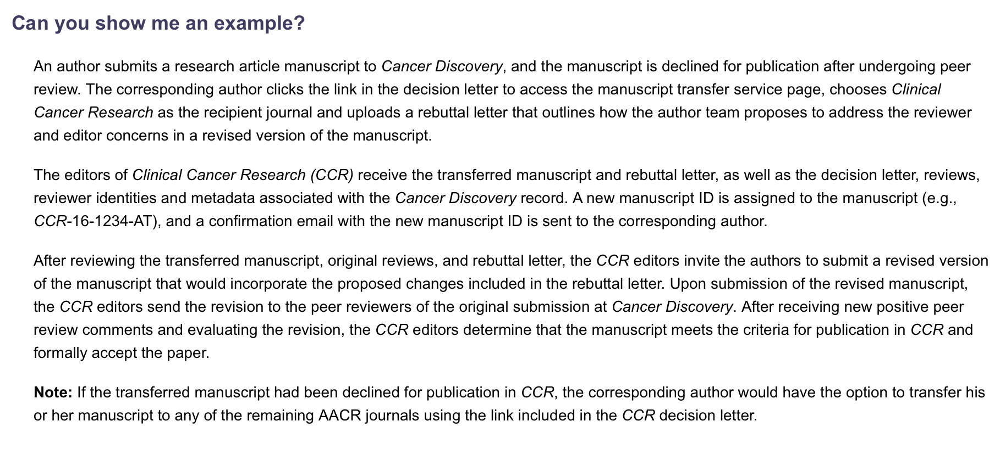 Can you show me an example?
An author submits a research article manuscript to Cancer Discovery, and the manuscript is declined for publication after undergoing peer
review. The corresponding author clicks the link in the decision letter to access the manuscript transfer service page, chooses Clinical
Cancer Research as the recipient journal and uploads a rebuttal letter that outlines how the author team proposes to address the reviewer
and editor concerns in a revised version of the manuscript.
The editors of Clinical Cancer Research (CCR) receive the transferred manuscript and rebuttal letter, as well as the decision letter, reviews,
reviewer identities and metadata associated with the Cancer Discovery record. A new manuscript ID is assigned to the manuscript (e.g.,
CCR-16-1234-AT), and a confirmation email with the new manuscript ID is sent to the corresponding author.
After reviewing the transferred manuscript, original reviews, and rebuttal letter, the CCR editors invite the authors to submit a revised version
of the manuscript that would incorporate the proposed changes included in the rebuttal letter. Upon submission of the revised manuscript,
the CCR editors send the revision to the peer reviewers of the original submission at Cancer Discovery. After receiving new positive peer
review comments and evaluating the revision, the CCR editors determine that the manuscript meets the criteria for publication in CCR and
formally accept the paper.
Note: If the transferred manuscript had been declined for publication in CCR, the corresponding author would have the option to transfer his
or her manuscript to any of the remaining AACR journals using the link included in the CCR decision letter.